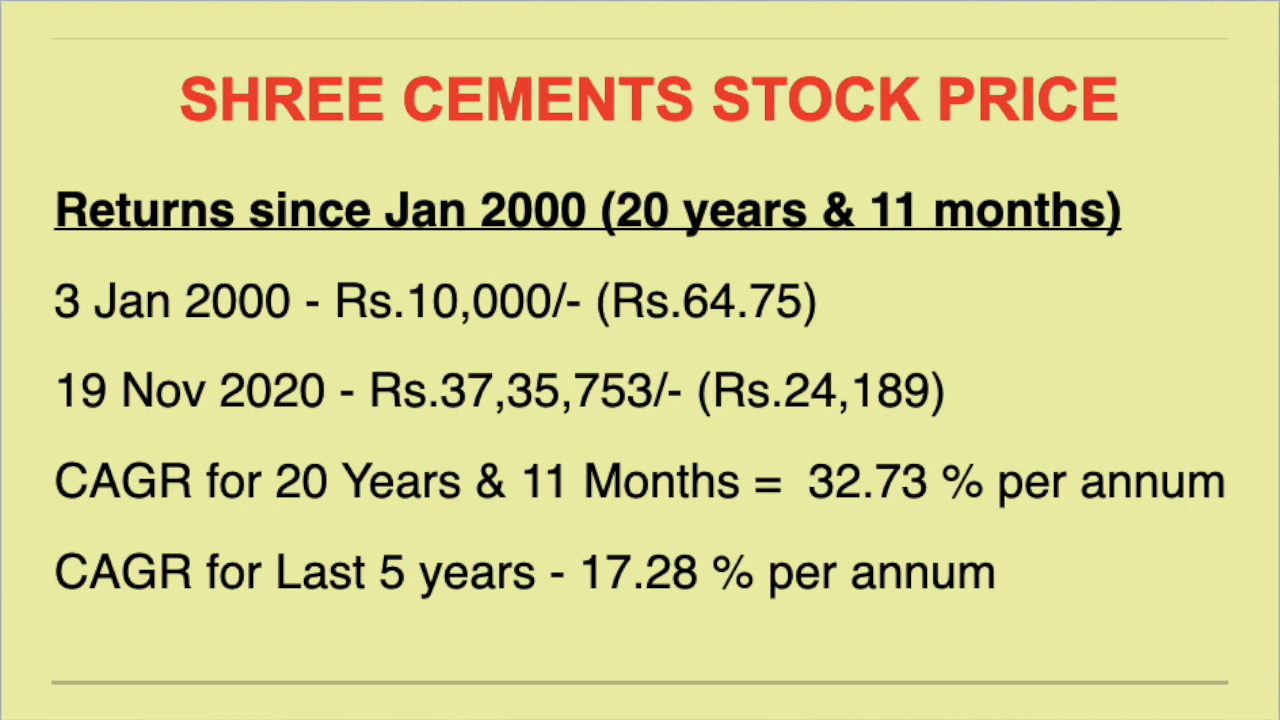 SHREE CEMENTS STOCK PRICE
Returns since Jan 2000 (20 years & 11 months)
3 Jan 2000 - Rs.10,000/- (Rs.64.75)
19 Nov 2020 - Rs.37,35,753/- (Rs.24,189)
CAGR for 20 Years & 11 Months =  32.73 % per annum
CAGR for Last 5 years - 17.28 % per annum